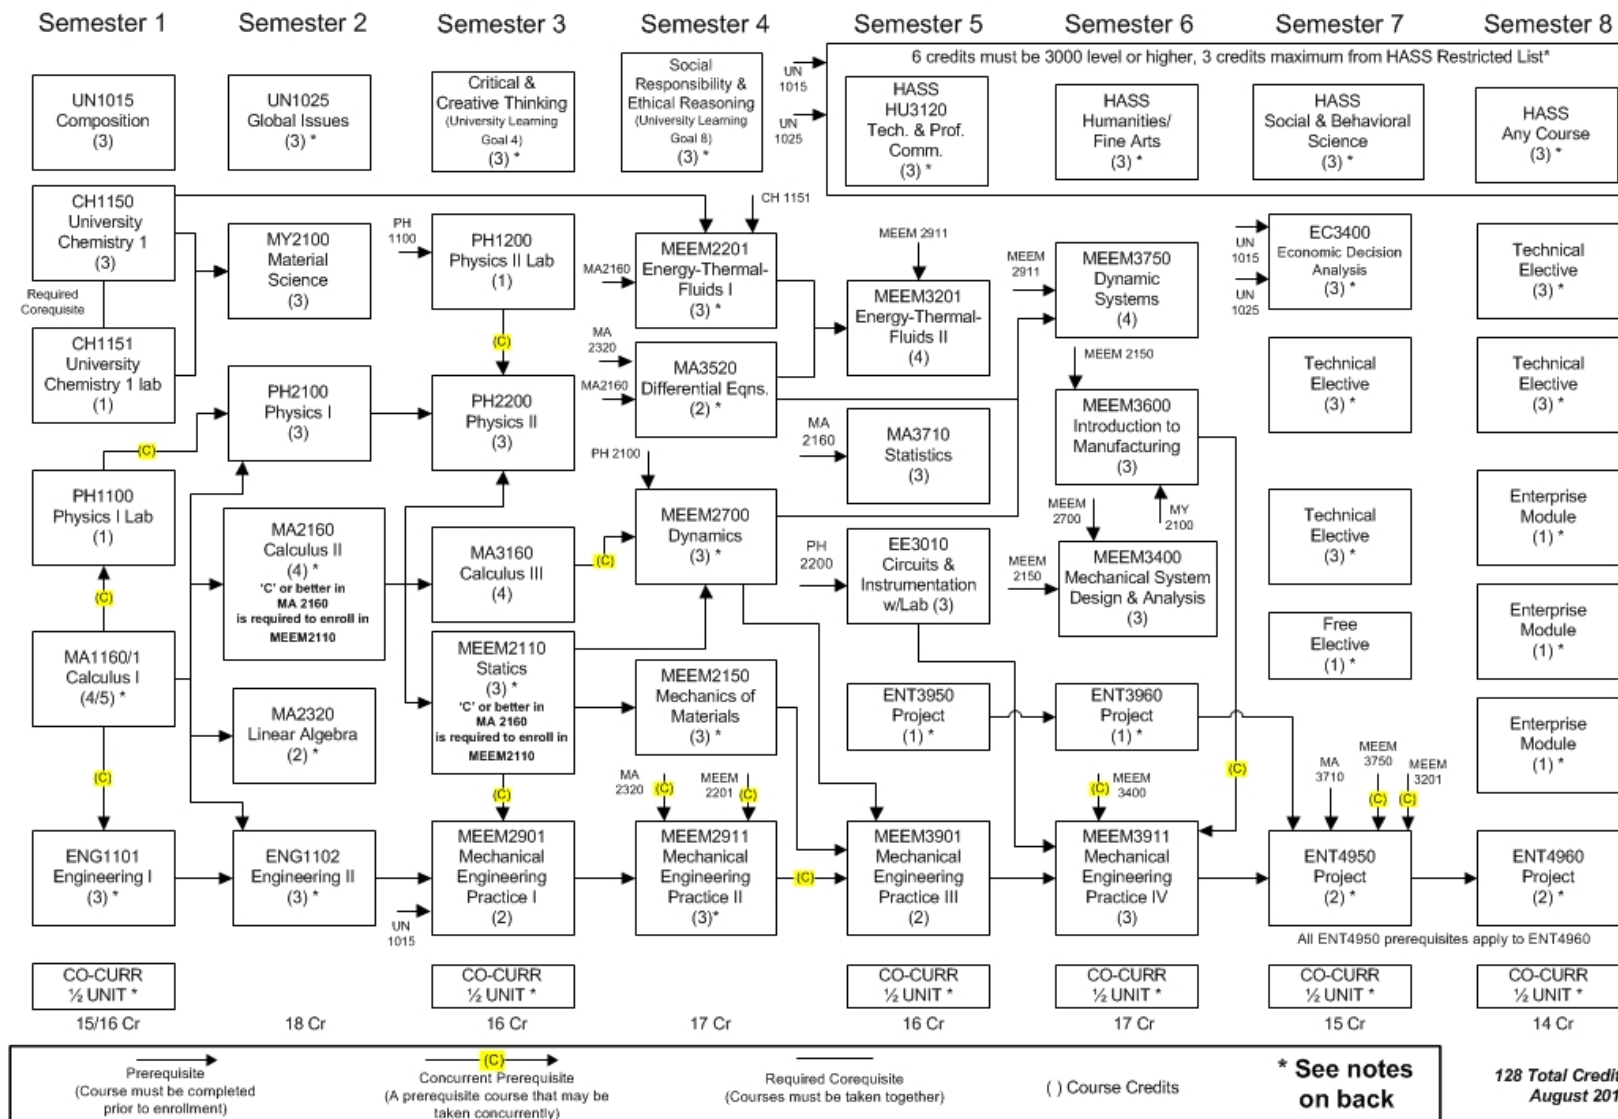 Semester 1
Semester 2
Semester 3
Semester 4
Semester 5
Semester 6
Semester 7
Semester 8
6 credits must be 3000 level or higher, 3 credits maximum from HASS Restricted List*
UN
1015
UN
1025
UN1015
Composition
(3)
UN1025
Global Issues
(3) *
Critical &
Creative Thinking
(University Learning
Goal 4)
(3) *
Social
Responsibility &
Ethical Reasoning
(University Learning
Goal 8)
(3) *
HASS
HU3120
Tech. & Prof.
Comm.
(3) *
HASS
Humanities/
Fine Arts
(3) *
HASS
Social & Behavioral
Science
(3) *
HASS
Any Course
(3) *
CH1150
University
Chemistry 1
(3)
Required
Corequisite
CH1151
University
Chemistry 1 lab
(1)
(C)
PH1100
Physics I Lab
(1)
(C)
MA1160/1
Calculus I
(4/5) *
(C)
ENG1101
Engineering I
(3) *
CO-CURR
½ UNIT *
15/16 Cr
MY2100
Material
Science
(3)
PH2100
Physics I
(3)
MA2160
Calculus II
(4) *
'C' or better in
MA 2160
is required to enroll in
MEEM2110
MA2320
Linear Algebra
(2) *
ENG1102
Engineering II
(3) *
18 Cr
PH
1100
PH1200
Physics II Lab
(1)
(C)
PH2200
Physics II
(3)
MA3160
Calculus III
(4)
(C)
MEEM2110
Statics
(3) *
'C' or better in
MA 2160
is required to enroll in
MEEM2110
(C)
MEEM2901
Mechanical
Engineering
Practice I
(2)
UN
1015
CO-CURR
½ UNIT *
16 Cr
CH 1151
MA2160
MEEM2201
Energy-Thermal-
Fluids I
(3) *
MA
2320
MA2160
MA3520
Differential Eqns.
(2) *
PH 2100
MEEM2700
Dynamics
(3) *
MEEM2150
Mechanics of
Materials
(3) *
MA
2320
(C)
MEEM
2201
(C)
MEEM2911
Mechanical
Engineering
Practice II
(3)*
(C)
17 Cr
MEEM 2911
MEEM3201
Energy-Thermal-
Fluids II
(4)
MA
2160
MA3710
Statistics
(3)
PH
2200
EE3010
Circuits &
Instrumentation
w/Lab (3)
ENT3950
Project
(1) *
MEEM3901
Mechanical
Engineering
Practice III
(2)
CO-CURR
½ UNIT *
16 Cr
MEEM
2911
MEEM3750
Dynamic
Systems
(4)
MEEM 2150
MEEM3600
Introduction to
Manufacturing
(3)
MEEM
2700
MY
2100
MEEM
2150
MEEM3400
Mechanical System
Design & Analysis
(3)
ENT3960
Project
(1) *
(C)
MEEM
3400
(C)
MEEM3911
Mechanical
Engineering
Practice IV
(3)
CO-CURR
½ UNIT *
17 Cr
UN
1015
UN
1025
EC3400
Economic Decision
Analysis
(3) *
Technical
Elective
(3) *
Technical
Elective
(3) *
Free
Elective
(1) *
MA
3710
MEEM
3750
(C)
MEEM
3201
(C)
ENT4950
Project
(2) *
All ENT4950 prerequisites apply to ENT4960
CO-CURR
½ UNIT *
15 Cr
Technical
Elective
(3) *
Technical
Elective
(3) *
Enterprise
Module
(1) *
Enterprise
Module
(1) *
Enterprise
Module
(1) *
ENT4960
Project
(2) *
CO-CURR
½ UNIT *
14 Cr
Prerequisite
(Course must be completed
prior to enrollment)
(C)
Concurrent Prerequisite
(A prerequisite course that may be
taken concurrently)
Required Corequisite
(Courses must be taken together)
( ) Course Credits
* See notes
on back
128 Total Credit
August 201